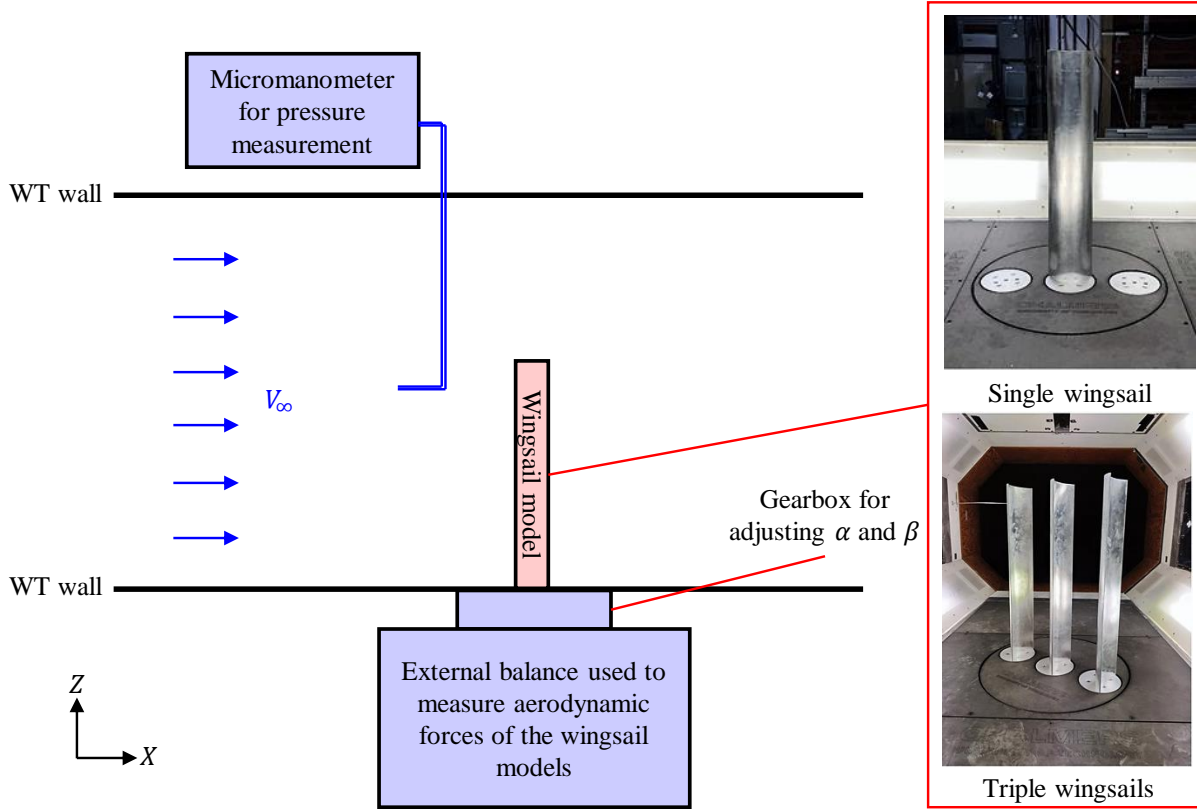 Micromanometer
for pressure
measurement
WT wall
V∞
Wingsail model
Gearbox for
adjusting α and β
WT wall
External balance used to
measure aerodynamic
forces of the wingsail
models
Z
X
Single wingsail
Triple wingsails
CHALMERS